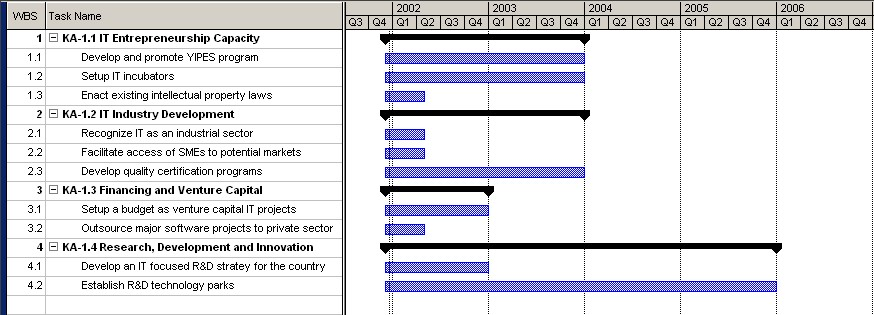 WBS Task Name 2002 2003 2004 2005 2006
Q3 Q4 Q1 Q2 Q3 Q4 Q1 Q2 Q3 Q4 Q1 Q2 Q3 Q4 Q1 Q2 Q3 Q4 Q1 Q2 Q3 Q4
1 KA-1.1 IT Entrepreneurship Capacity
1.1 Develop and promote YIPES program
1.2 Setup IT incubators
1.3 Enact existing intellectual property laws
2 KA-1.2 IT Industry Development
2.1 Recognize IT as an industrial sector
2.2 Facilitate access of SMEs to potential markets
2.3 Develop quality certification programs
3 KA-1.3 Financing and Venture Capital
3.1 Setup a budget as venture capital IT projects
3.2 Outsource major software projects to private sector
4 KA-1.4 Research, Development and Innovation
4.1 Develop an IT focused R&D stratey for the country
4.2 Establish R&D technology parks